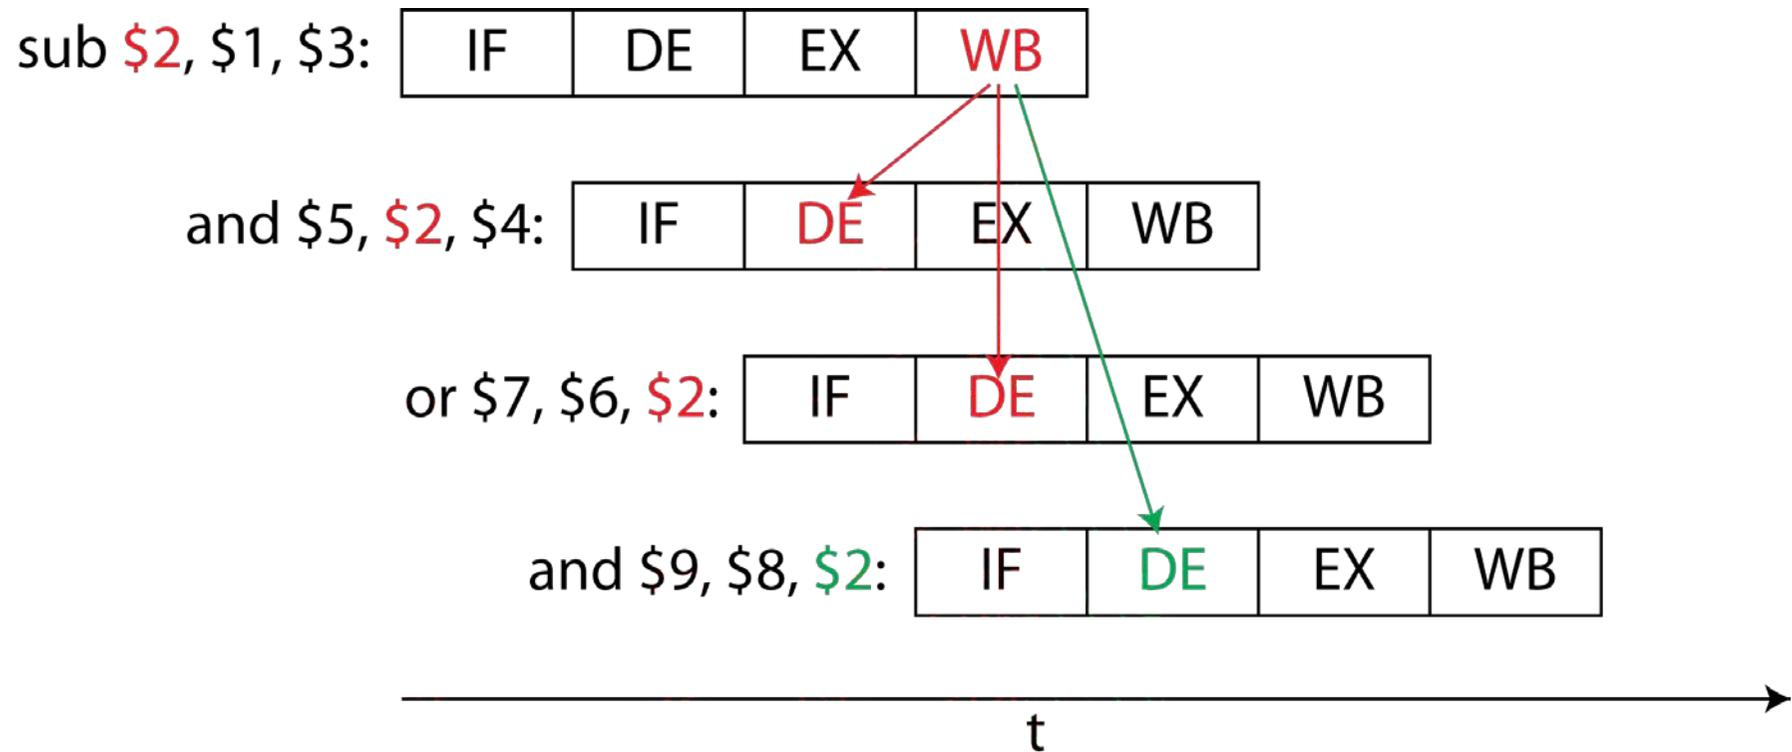 sub $2, $1, $3: IF DE EX WB
and $5, $2, $4: IF DE EX WB
or $7, $6, $2: IF DE EX WB
and $9, $8, $2: IF DE EX WB
t